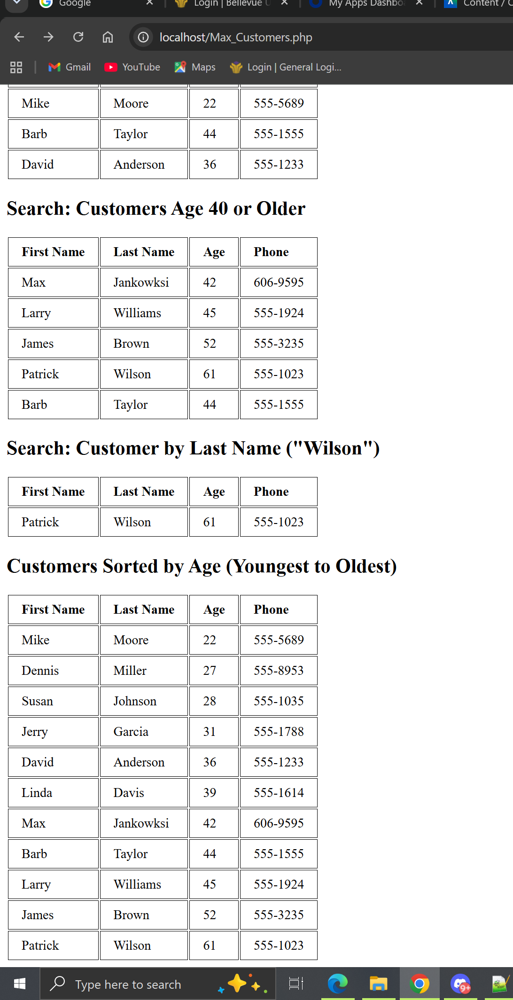 Google
Login | Bellevue U
My Apps Dashboa
Content / C
localhost/Max_Customers.php
Gmail YouTube Maps Login | General Logi...
Mike Moore 22 555-5689
Barb Taylor 44 555-1555
David Anderson 36 555-1233
Search: Customers Age 40 or Older
First Name Last Name Age Phone
Max Jankowksi 42 606-9595
Larry Williams 45 555-1924
James Brown 52 555-3235
Patrick Wilson 61 555-1023
Barb Taylor 44 555-1555
Search: Customer by Last Name ("Wilson")
First Name Last Name Age Phone
Patrick Wilson 61 555-1023
Customers Sorted by Age (Youngest to Oldest)
First Name Last Name Age Phone
Mike Moore 22 555-5689
Dennis Miller 27 555-8953
Susan Johnson 28 555-1035
Jerry Garcia 31 555-1788
David Anderson 36 555-1233
Linda Davis 39 555-1614
Max Jankowksi 42 606-9595
Barb Taylor 44 555-1555
Larry Williams 45 555-1924
James Brown 52 555-3235
Patrick Wilson 61 555-1023
Type here to search
9+